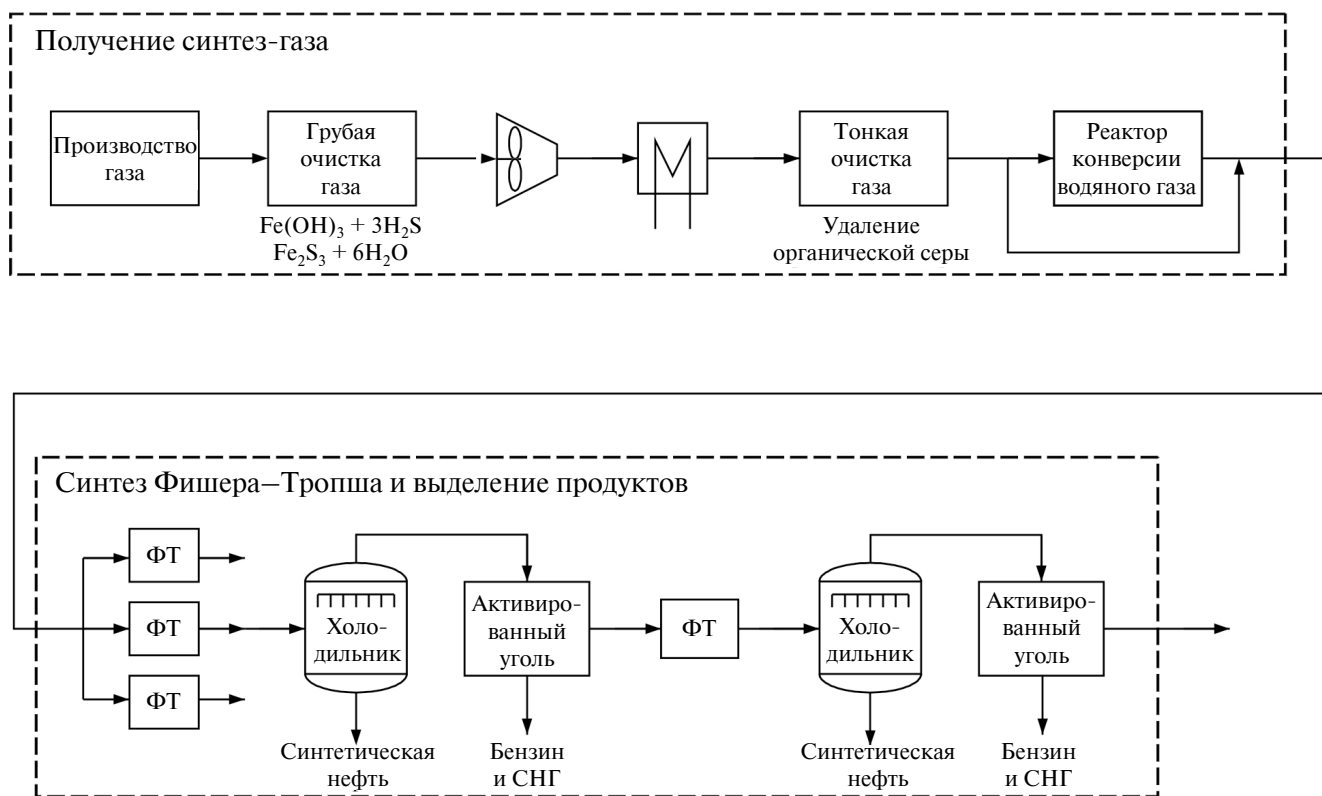 Получение синтез-газа
Производство
газа
Грубая
очистка
газа
Fe(OH)₃ + 3H₂S
Fe₂S₃ + 6H₂O
Тонкая
очистка
газа
Удаление
органической серы
Реактор
конверсии
водяного газа
Синтез Фишера–Тропша и выделение продуктов
ФТ
ФТ
ФТ
Холо-
дильник
Синтетическая
нефть
Активиро-
ванный
уголь
Бензин
и СНГ
ФТ
Холо-
дильник
Синтетическая
нефть
Активиро-
ванный
уголь
Бензин
и СНГ